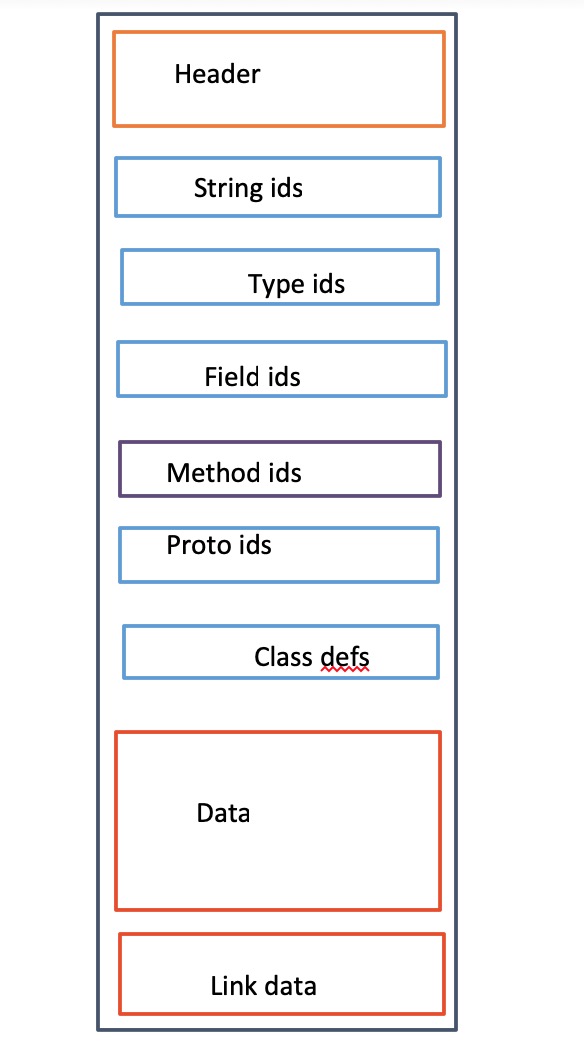 Header
String ids
Type ids
Field ids
Method ids
Proto ids
Class defs
Data
Link data